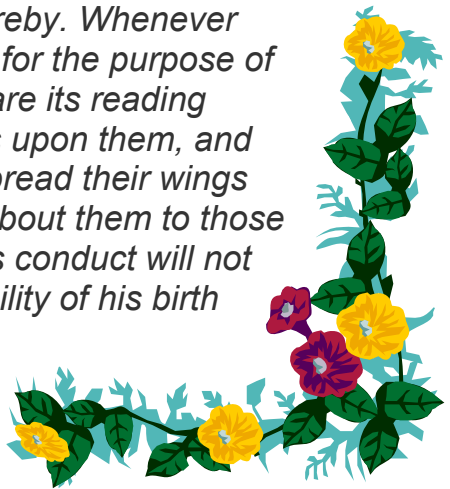 reby. Whenever
for the purpose of
are its reading
upon them, and
pread their wings
bout them to those
s conduct will not
ility of his birth